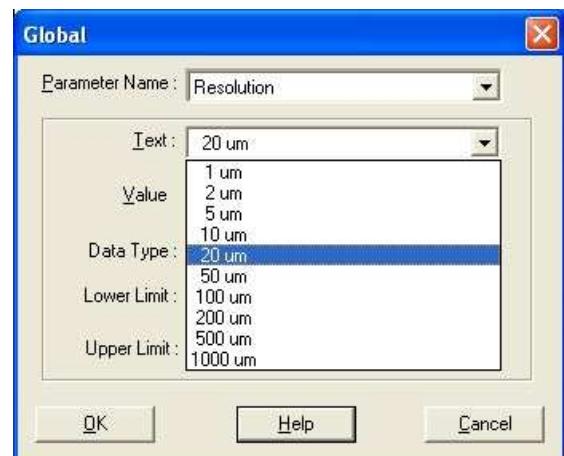 Global
Parameter Name : Resolution
Text : 20 um
1 um
Value 2 um
5 um
10 um
Data Type : 20 um
50 um
Lower Limit : 100 um
200 um
Upper Limit : 500 um
1000 um
OK Help Cancel